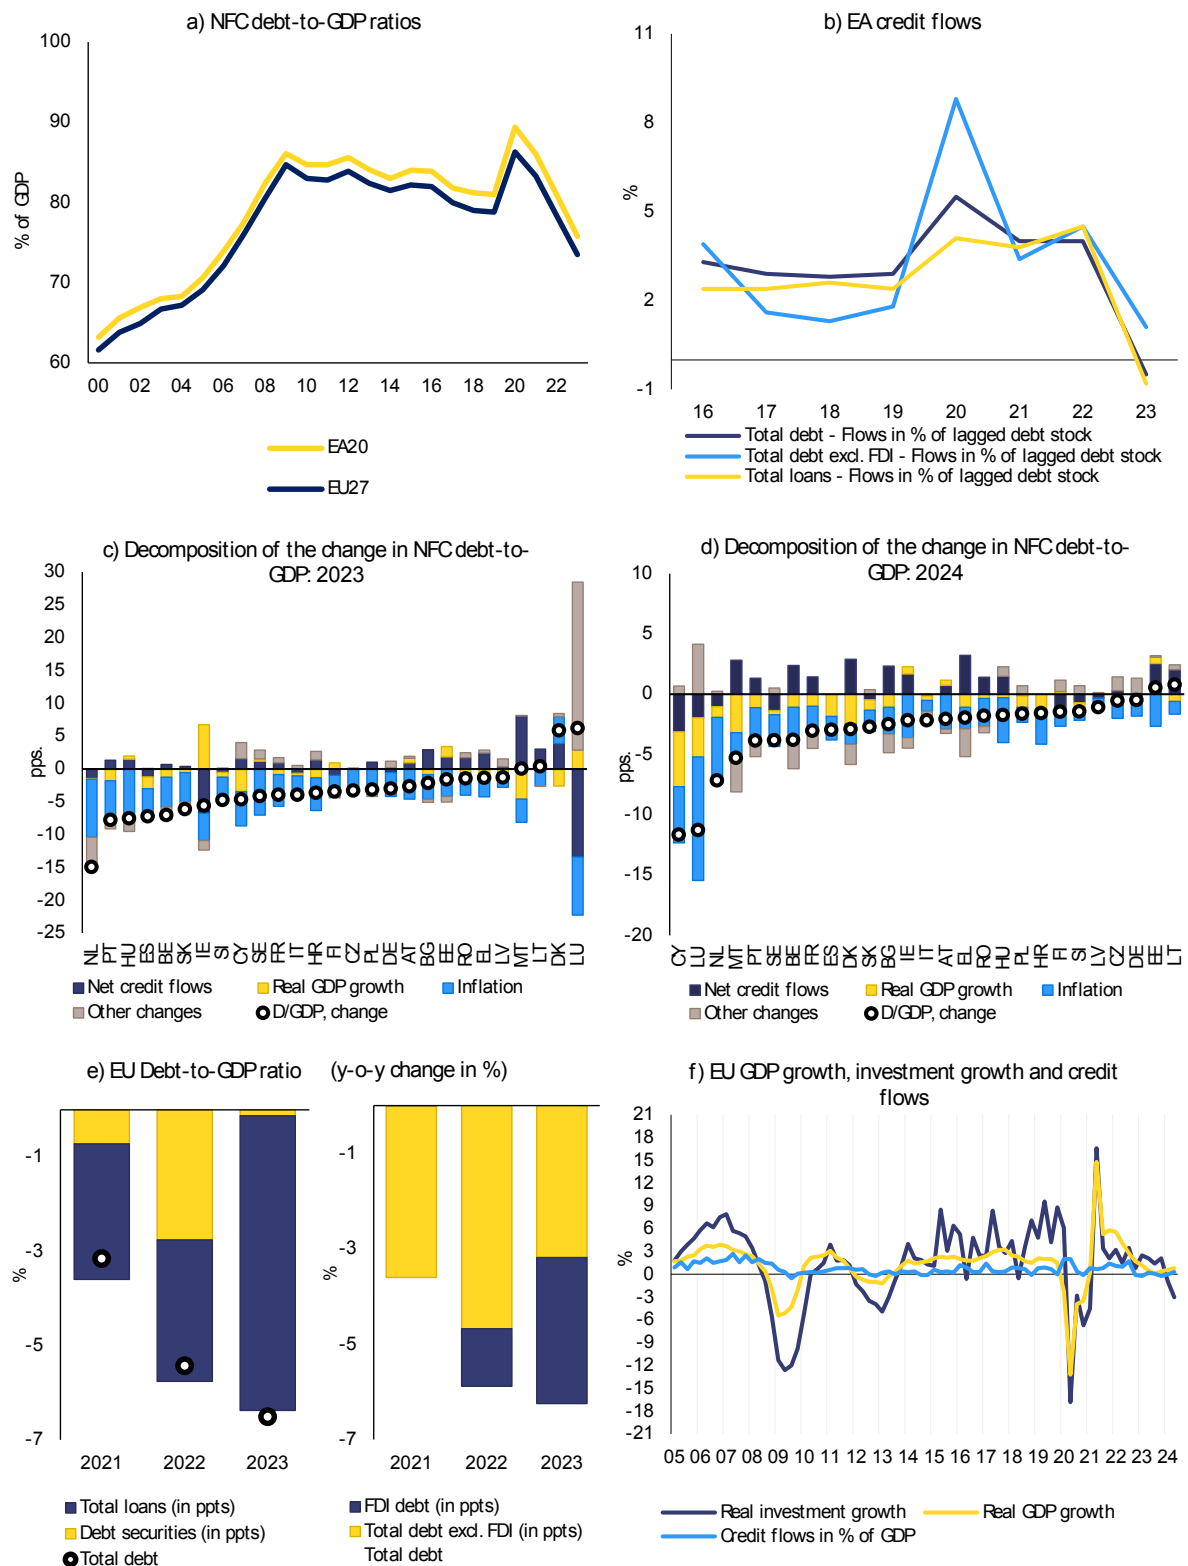 a) NFC debt-to-GDP ratios
100
90
80
70
60
% of GDP
00 02 04 06 08 10 12 14 16 18 20 22
EA20
EU27
b) EA credit flows
11
8
5
2
-1
%
16 17 18 19 20 21 22 23
Total debt - Flows in % of lagged debt stock
Total debt excl. FDI - Flows in % of lagged debt stock
Total loans - Flows in % of lagged debt stock
c) Decomposition of the change in NFC debt-to-
GDP: 2023
30
25
20
15
10
5
0
-5
-10
-15
-20
-25
pps.
NL PT HU ES BE SK IE SI CY SE FR IT HR FI CZ PL DE AT BG EE RO EL LV MT LT DK LU
Net credit flows Real GDP growth Inflation
Other changes D/GDP, change
d) Decomposition of the change in NFC debt-to-
GDP: 2024
10
5
0
-5
-10
-15
-20
pps.
CY LU NL MT PT SE BE FR ES DK SK BG IE IT AT EL RO HU PL HR FI SI LV CZ DE EE LT
Net credit flows Real GDP growth Inflation
Other changes D/GDP, change
e) EU Debt-to-GDP ratio (y-o-y change in %)
-1
-3
-5
-7
%
2021 2022 2023
Total loans (in ppts)
Debt securities (in ppts)
Total debt
-1
-3
-5
-7
%
2021 2022 2023
FDI debt (in ppts)
Total debt excl. FDI (in ppts)
Total debt
f) EU GDP growth, investment growth and credit
flows
21
18
15
12
9
6
3
0
-3
-6
-9
-12
-15
-18
-21
%
05 06 07 08 09 10 11 12 13 14 15 16 17 18 19 20 21 22 23 24
Real investment growth Real GDP growth
Credit flows in % of GDP